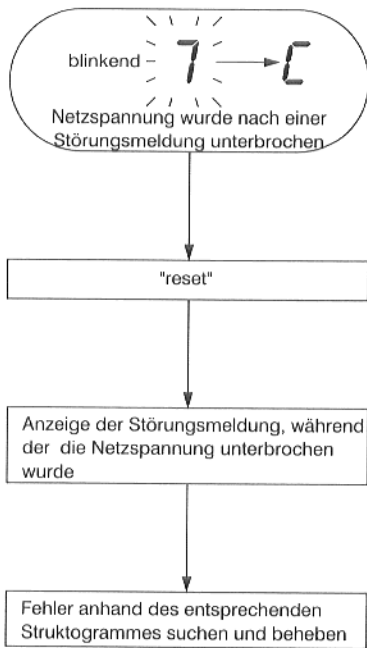 blinkend 7 C
Netzspannung wurde nach einer
Störungsmeldung unterbrochen
"reset"
Anzeige der Störungsmeldung, während
der die Netzspannung unterbrochen
wurde
Fehler anhand des entsprechenden
Struktogrammes suchen und beheben